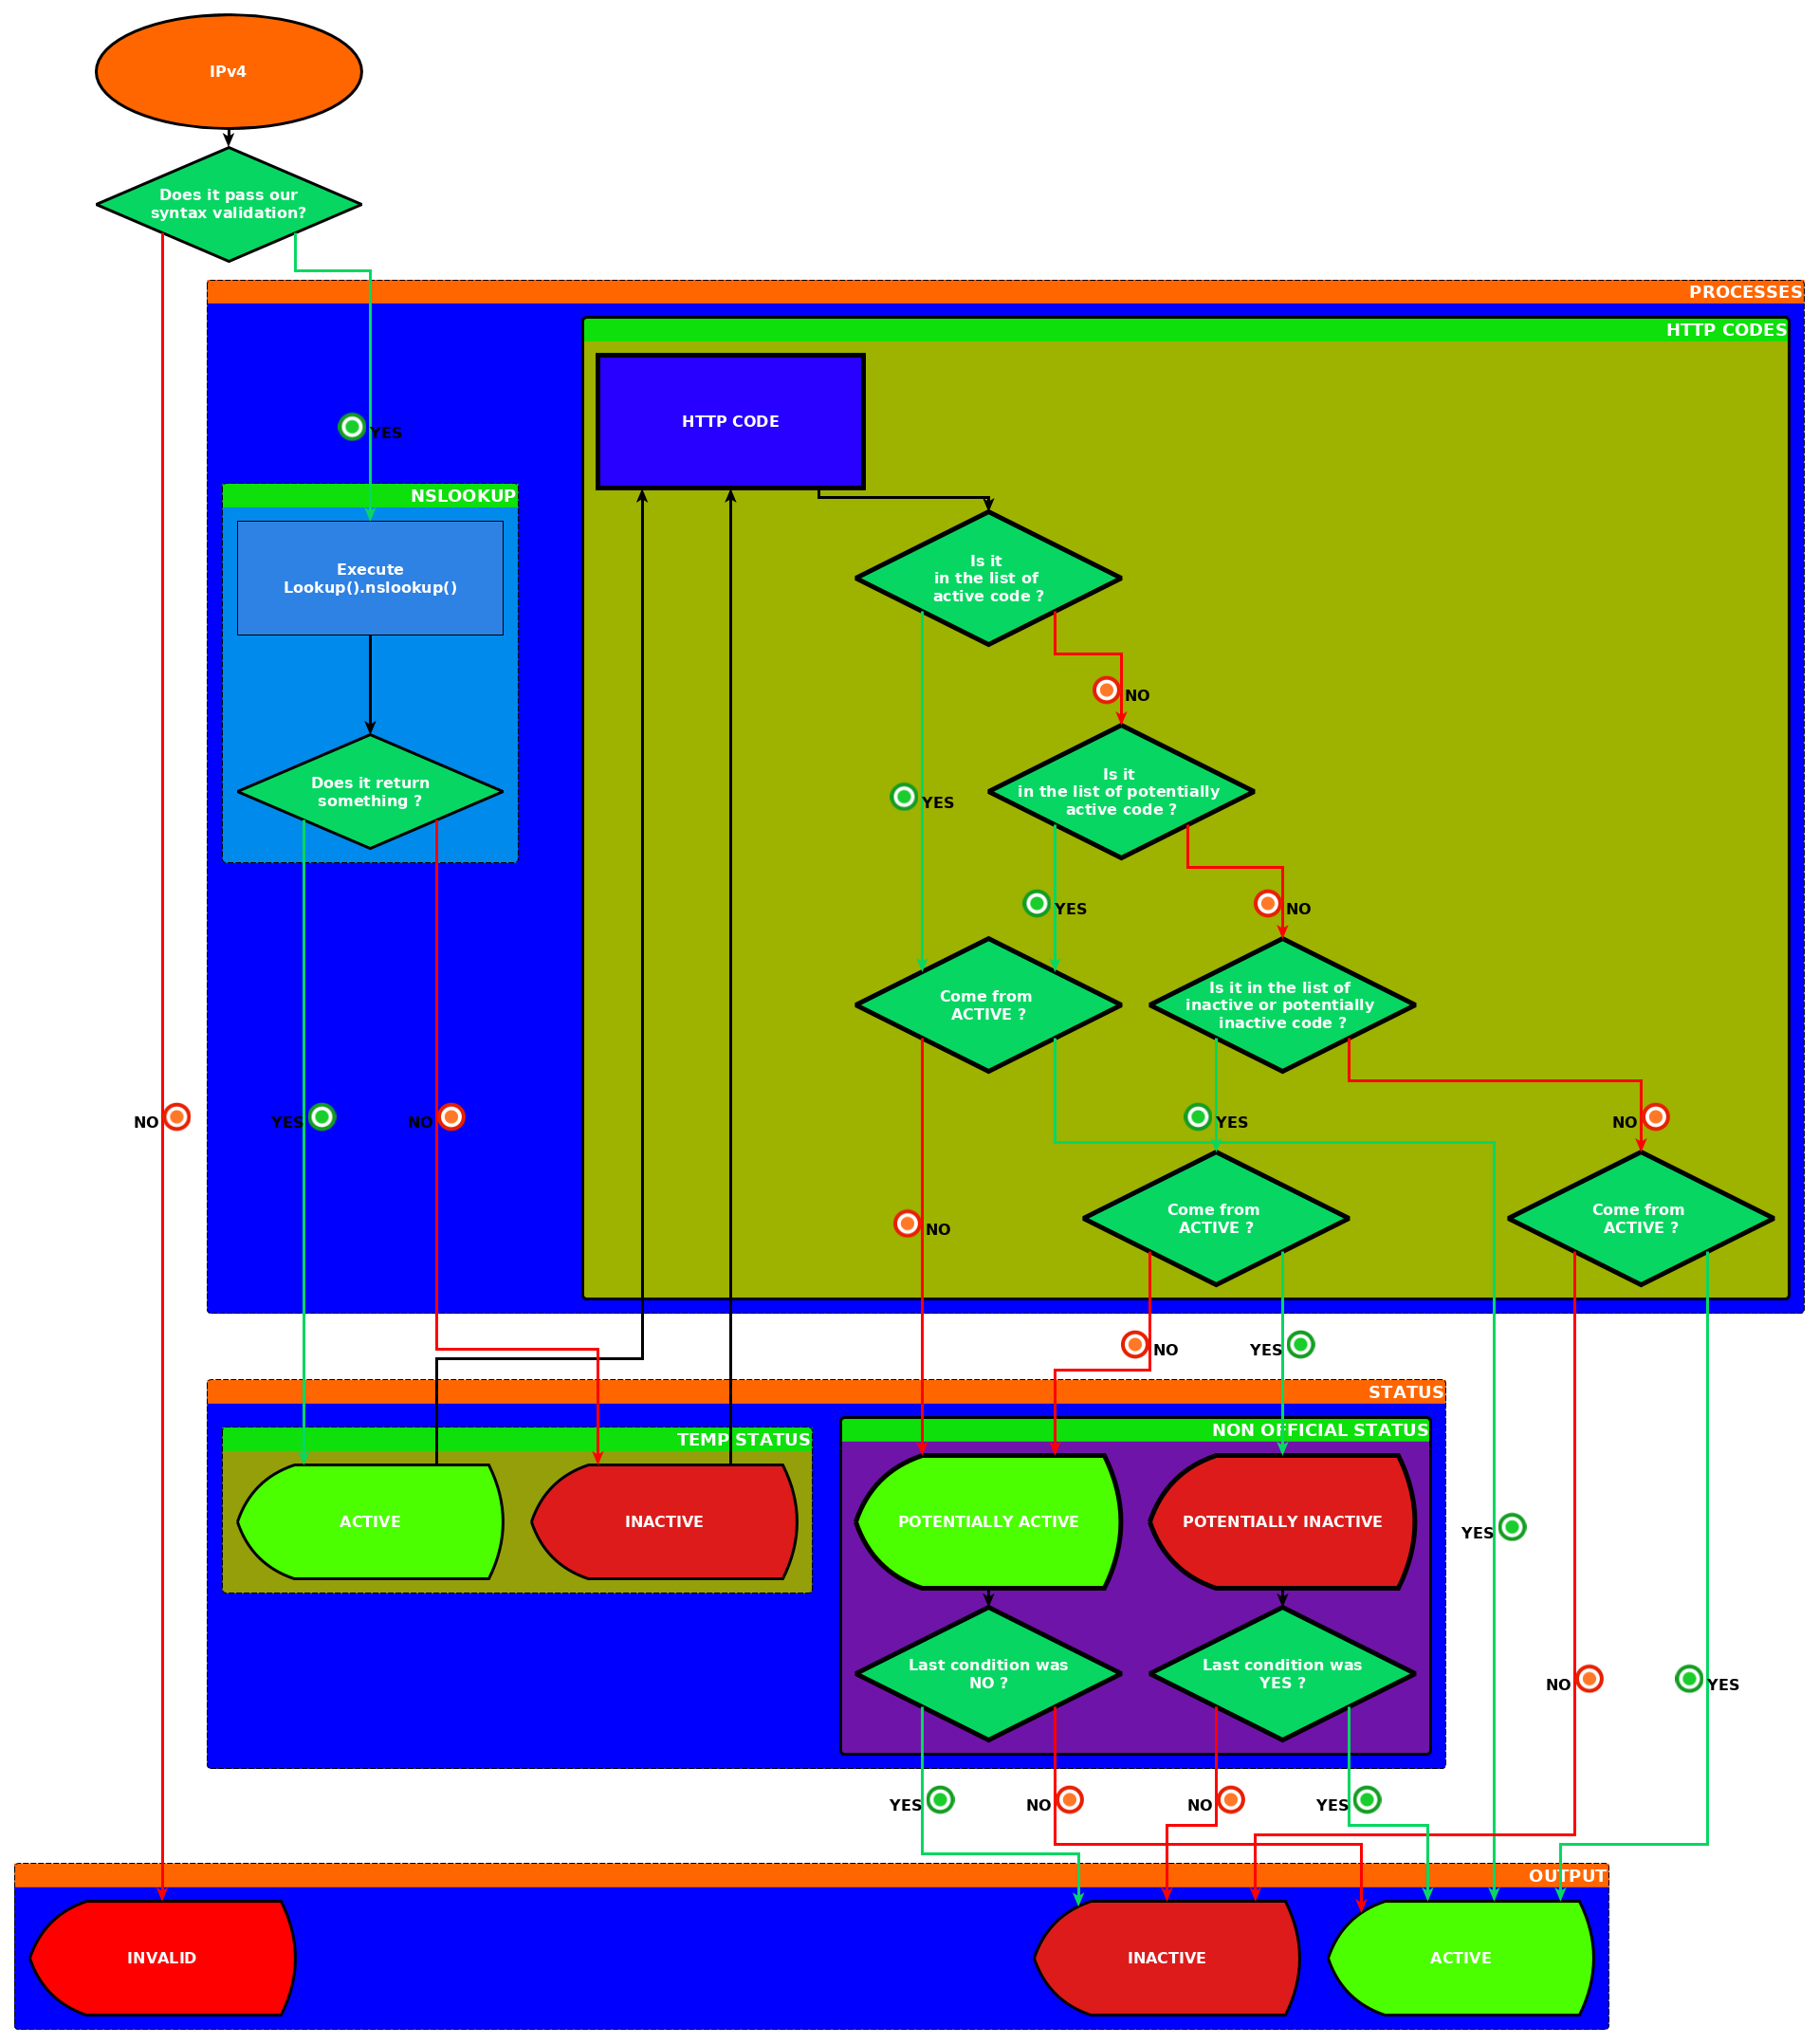 IPv4
Does it pass our
syntax validation?
PROCESSES
HTTP CODES
HTTP CODE
YES
NSLOOKUP
Execute
Lookup().nslookup()
Is it
in the list of
active code ?
NO
Does it return
something ?
Is it
in the list of potentially
active code ?
YES
YES
NO
Come from
ACTIVE ?
Is it in the list of
inactive or potentially
inactive code ?
NO
YES
NO
YES
NO
NO
Come from
ACTIVE ?
Come from
ACTIVE ?
NO
YES
STATUS
TEMP STATUS
NON OFFICIAL STATUS
ACTIVE
INACTIVE
POTENTIALLY ACTIVE
POTENTIALLY INACTIVE
YES
Last condition was
NO ?
Last condition was
YES ?
NO
YES
YES
NO
NO
YES
OUTPUT
INVALID
INACTIVE
ACTIVE